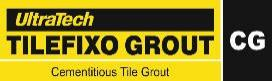 UltraTech
TILEFIXO GROUT
CG
Cementitious Tile Grout